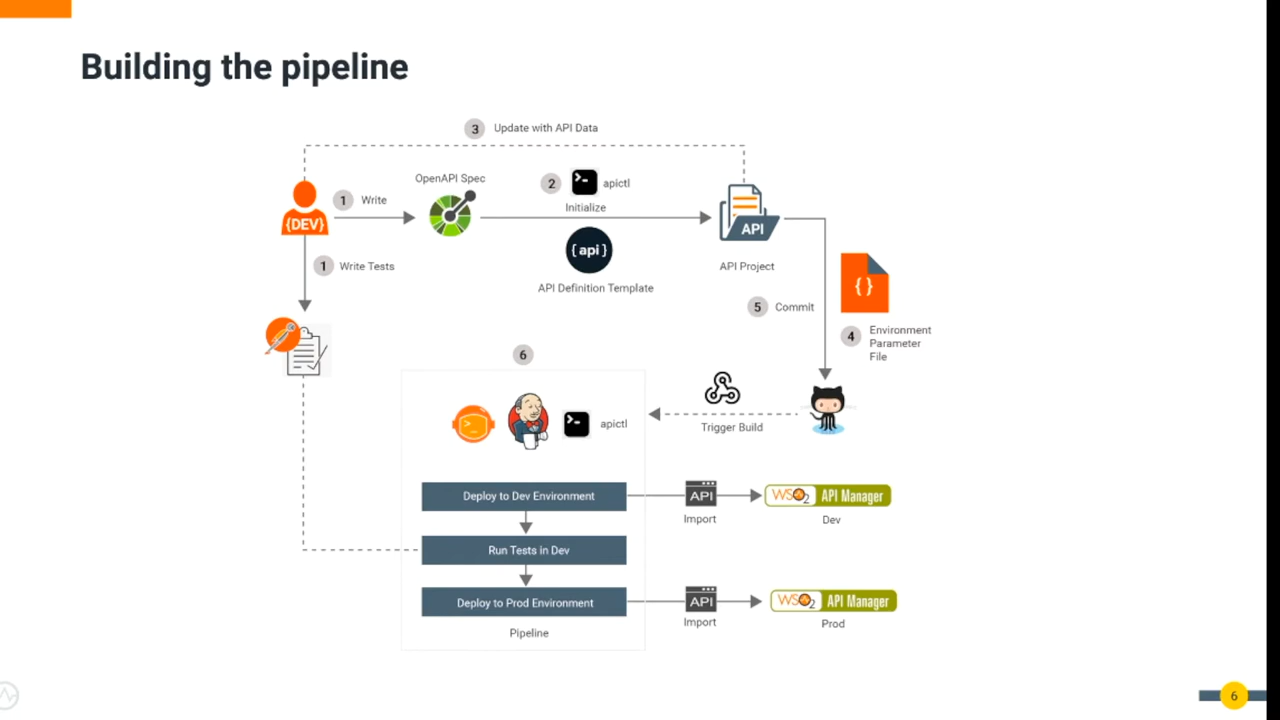 Building the pipeline
3 Update with API Data
OpenAPI Spec
2 apictl
Initialize
1 Write
{DEV}
{api}
API
1 Write Tests
API Project
API Definition Template
{ }
5 Commit
4 Environment
Parameter
File
6
apictl
Trigger Build
Deploy to Dev Environment
API
WSO2 API Manager
Import
Dev
Run Tests in Dev
Deploy to Prod Environment
API
WSO2 API Manager
Import
Prod
Pipeline
6